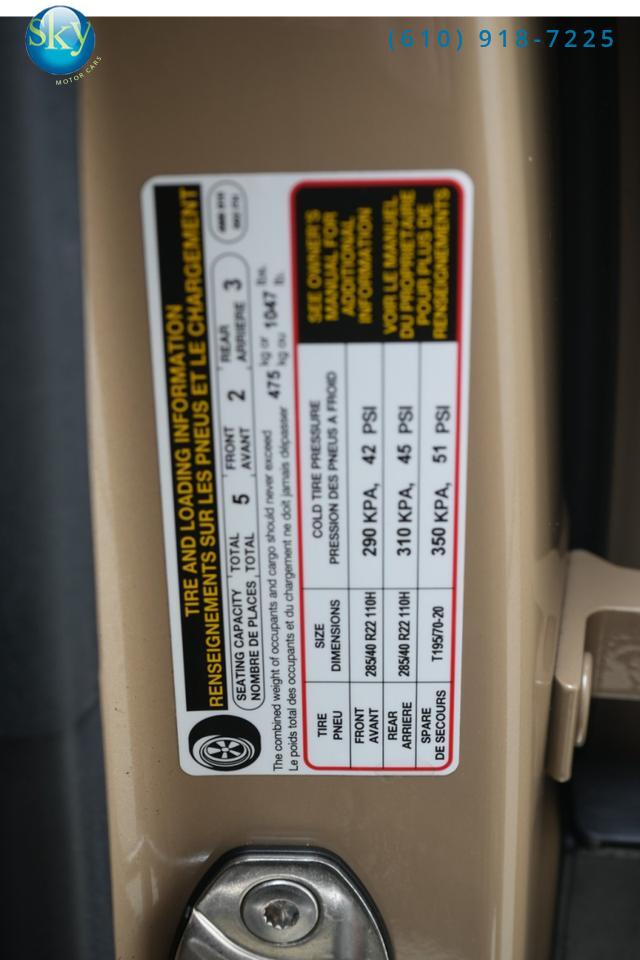 Sky
MOTOR CARS
(610) 918-7225
TIRE AND LOADING INFORMATION
RENSEIGNEMENTS SUR LES PNEUS ET LE CHARGEMENT
SEATING CAPACITY TOTAL 5 FRONT 2 REAR 3
NOMBRE DE PLACES TOTAL AVANT ARRIERE
The combined weight of occupants and cargo should never exceed 475 kg or 1047 lbs.
Le poids total des occupants et du chargement ne doit jamais dépasser kg ou lb.
TIRE SIZE COLD TIRE PRESSURE
PNEU DIMENSIONS PRESSION DES PNEUS A FROID
FRONT
AVANT 285/40 R22 110H 290 KPA, 42 PSI
REAR
ARRIERE 285/40 R22 110H 310 KPA, 45 PSI
SPARE
DE SECOURS T195/70-20 350 KPA, 51 PSI
SEE OWNER'S
MANUAL FOR
ADDITIONAL
INFORMATION
VOIR LE MANUEL
DU PROPRIETAIRE
POUR PLUS DE
RENSEIGNEMENTS